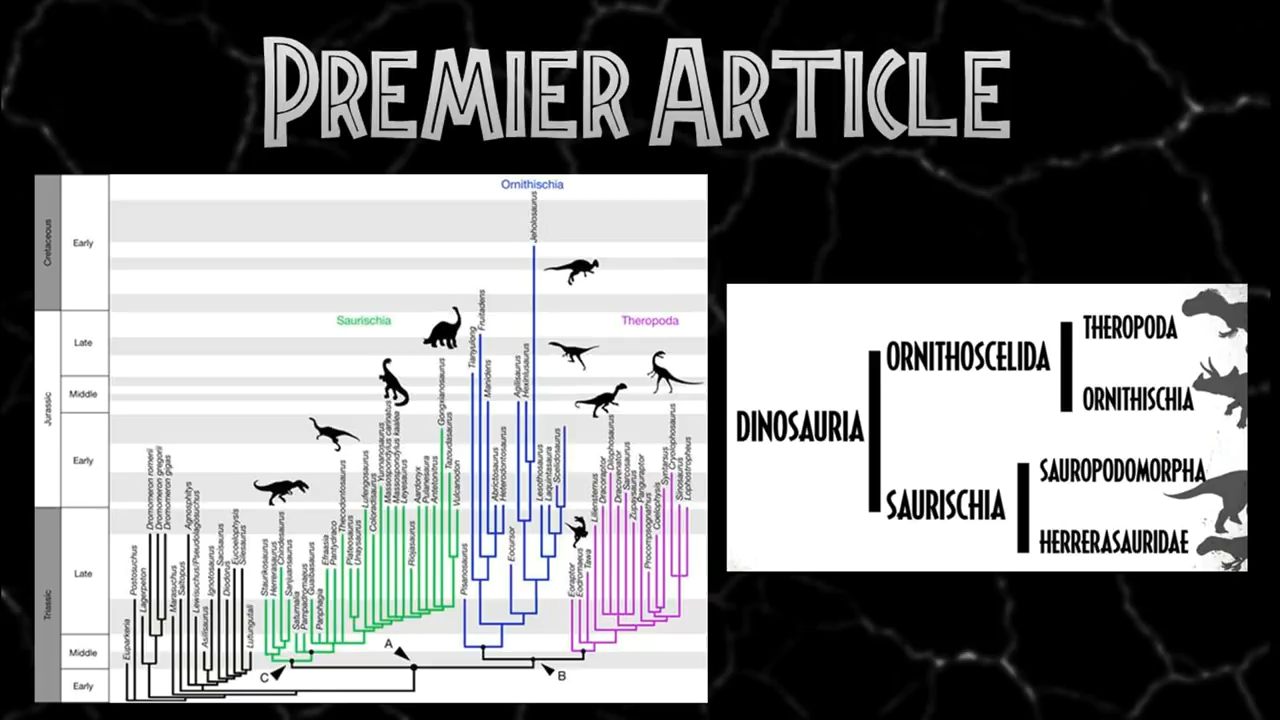 PREMIER ARTICLE
Ornithischia
Saurischia
Theropoda
Cretaceous
Early
Jurassic
Late
Middle
Early
Triassic
Late
Middle
Early
Euparkeria
Postosuchus
Lagerpeton
Dromomeron romerii
Dromomeron gregorii
Dromomeron gigas
Marasuchus
Saltopus
Agnosphitys
Lewisuchus/Pseudolagosuchus
Asilisaurus
Ignotosaurus
Sacisaurus
Diodorus
Eucoelophysis
Silesaurus
Lutungutali
Staurikosaurus
Herrerasaurus
Chindesaurus
Sanjuansaurus
Saturnalia
Pampadromaeus
Guaibasaurus
Panphagia
Efraasia
Pantydraco
Thecodontosaurus
Plateosaurus
Unaysaurus
Lufengosaurus
Coloradisaurus
Yunnanosaurus
Massospondylus carinatus
Massospondylus kaalea
Leyesaurus
Riojasaurus
Aardonyx
Pulanesaura
Antetonitrus
Gongxianosaurus
Tazoudasaurus
Vulcanodon
Pisanosaurus
Tianyulong
Fruitadens
Manidens
Abrictosaurus
Heterodontosaurus
Eocursor
Agilisaurus
Hexinlusaurus
Jeholosaurus
Lesothosaurus
Laquintasaura
Scelidosaurus
Eoraptor
Eodromaeus
Tawa
Liliensternus
Dracoraptor
Dilophosaurus
Dracovenator
Sarcosaurus
Zupaysaurus
Panguraptor
Procompsognathus
Coelophysis
Syntarsus
Cryolophosaurus
Sinosaurus
Lophostropheus
A
B
C
DINOSAURIA
ORNITHOSCELIDA
THEROPODA
ORNITHISCHIA
SAURISCHIA
SAUROPODOMORPHA
HERRERASAURIDAE